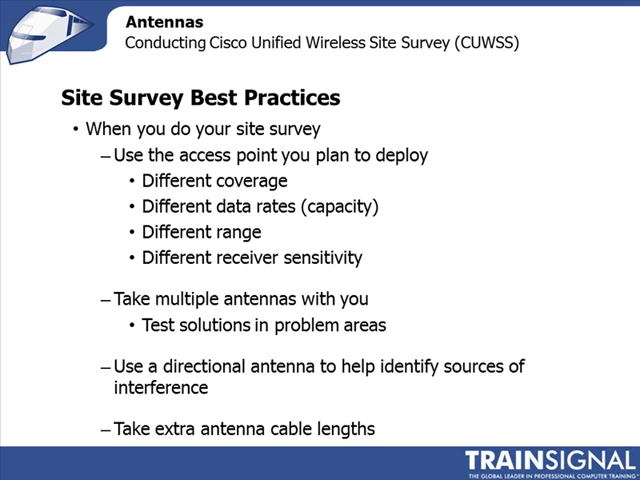 Antennas
Conducting Cisco Unified Wireless Site Survey (CUWSS)
Site Survey Best Practices
• When you do your site survey
– Use the access point you plan to deploy
• Different coverage
• Different data rates (capacity)
• Different range
• Different receiver sensitivity
– Take multiple antennas with you
• Test solutions in problem areas
– Use a directional antenna to help identify sources of
interference
– Take extra antenna cable lengths
TRAINSIGNAL
THE GLOBAL LEADER IN PROFESSIONAL COMPUTER TRAINING™